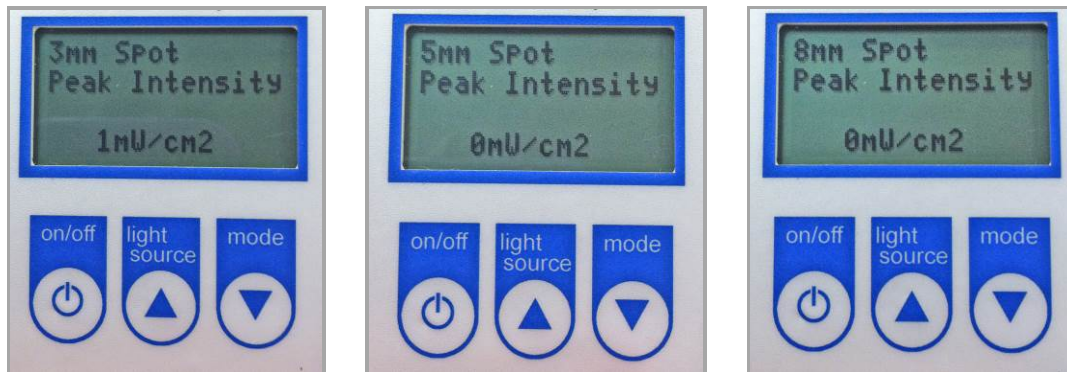 3mm Spot
Peak Intensity
1mW/cm2
on/off
light
source
mode
5mm Spot
Peak Intensity
0mW/cm2
on/off
light
source
mode
8mm Spot
Peak Intensity
0mW/cm2
on/off
light
source
mode